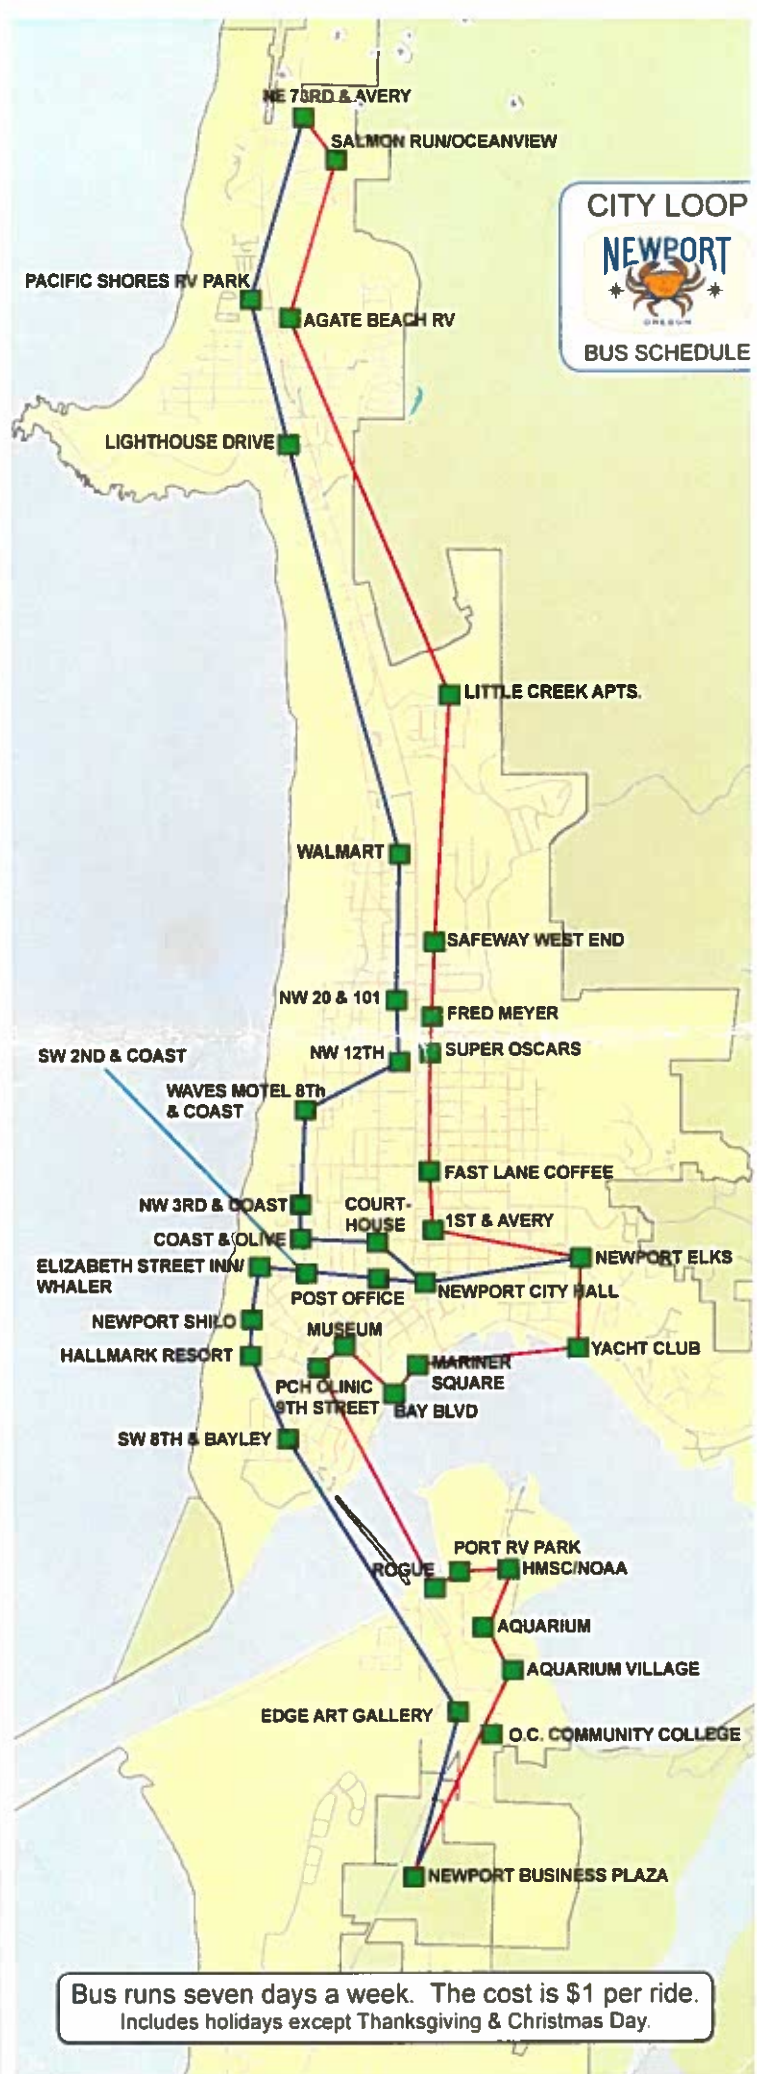 NE 73RD & AVERY
SALMON RUN/OCEANVIEW
CITY LOOP
NEWPORT
OREGON
BUS SCHEDULE
PACIFIC SHORES RV PARK
AGATE BEACH RV
LIGHTHOUSE DRIVE
LITTLE CREEK APTS.
WALMART
SAFEWAY WEST END
NW 20 & 101
FRED MEYER
SUPER OSCARS
NW 12TH
SW 2ND & COAST
WAVES MOTEL 8Th
& COAST
FAST LANE COFFEE
NW 3RD & COAST
COURT-
HOUSE
1ST & AVERY
COAST & OLIVE
NEWPORT ELKS
ELIZABETH STREET INN/
WHALER
POST OFFICE
NEWPORT CITY HALL
NEWPORT SHILO
MUSEUM
YACHT CLUB
HALLMARK RESORT
MARINER
SQUARE
PCH CLINIC
9TH STREET
BAY BLVD
SW 8TH & BAYLEY
PORT RV PARK
ROGUE
HMSC/NOAA
AQUARIUM
AQUARIUM VILLAGE
EDGE ART GALLERY
O.C. COMMUNITY COLLEGE
NEWPORT BUSINESS PLAZA
Bus runs seven days a week. The cost is $1 per ride.
Includes holidays except Thanksgiving & Christmas Day.